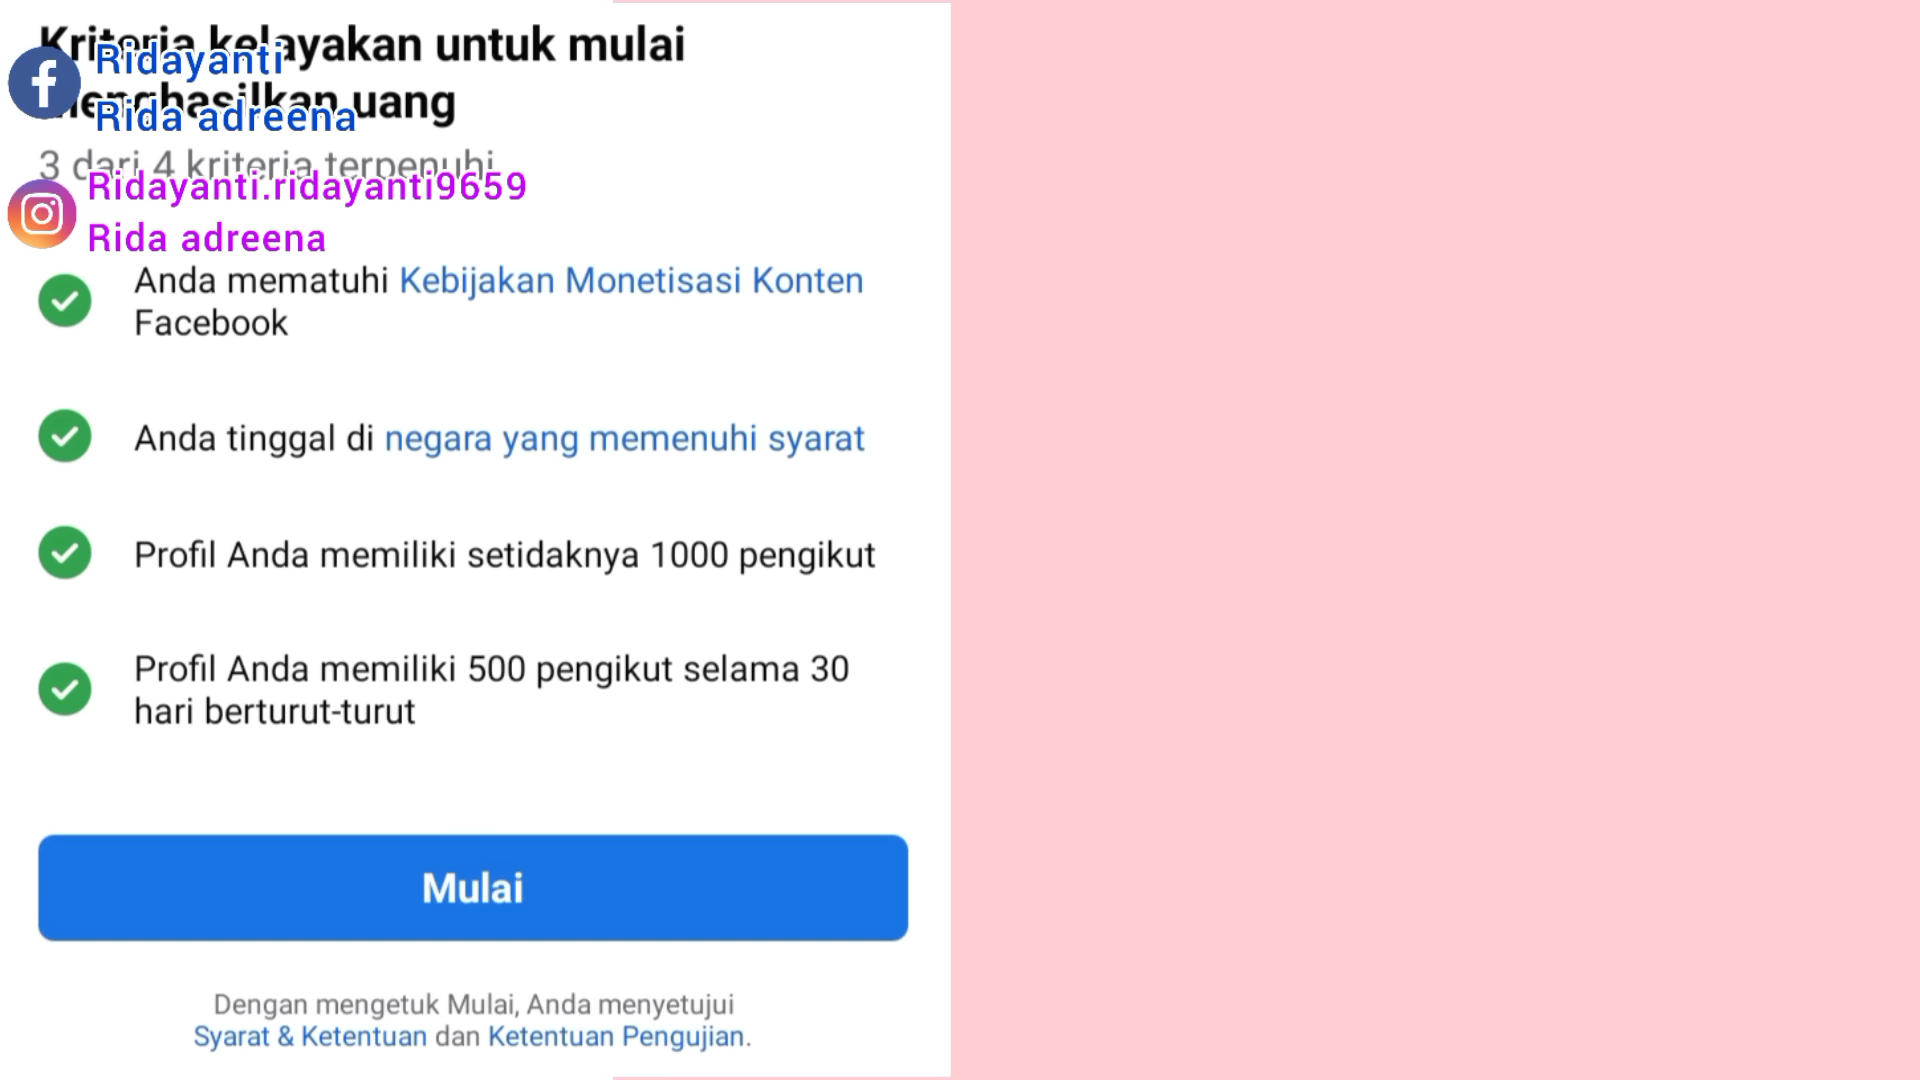 Kriteria kelayakan untuk mulai
menghasilkan uang
Ridayanti
Rida adreena
3 dari 4 kriteria terpenuhi
Ridayanti.ridayanti9659
Rida adreena
Anda mematuhi Kebijakan Monetisasi Konten
Facebook
Anda tinggal di negara yang memenuhi syarat
Profil Anda memiliki setidaknya 1000 pengikut
Profil Anda memiliki 500 pengikut selama 30
hari berturut-turut
Mulai
Dengan mengetuk Mulai, Anda menyetujui
Syarat & Ketentuan dan Ketentuan Pengujian.